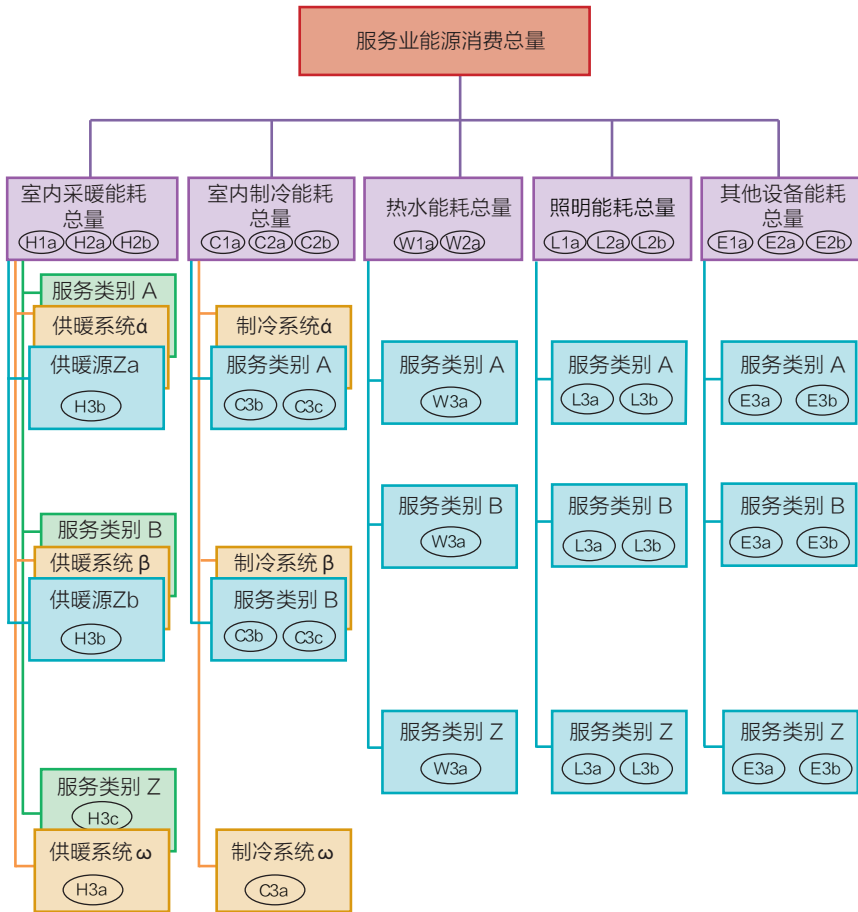 服务业能源消费总量
室内采暖能耗
总量
H1a H2a H2b
室内制冷能耗
总量
C1a C2a C2b
热水能耗总量
W1a W2a
照明能耗总量
L1a L2a L2b
其他设备能耗
总量
E1a E2a E2b
服务类别 A
供暖系统ά
供暖源Za
H3b
服务类别 B
供暖系统 β
供暖源Zb
H3b
服务类别 Z
H3c
供暖系统 ω
H3a
制冷系统ά
服务类别 A
C3b C3c
制冷系统 β
服务类别 B
C3b C3c
制冷系统 ω
C3a
服务类别 A
W3a
服务类别 B
W3a
服务类别 Z
W3a
服务类别 A
L3a L3b
服务类别 B
L3a L3b
服务类别 Z
L3a L3b
服务类别 A
E3a E3b
服务类别 B
E3a E3b
服务类别 Z
E3a E3b